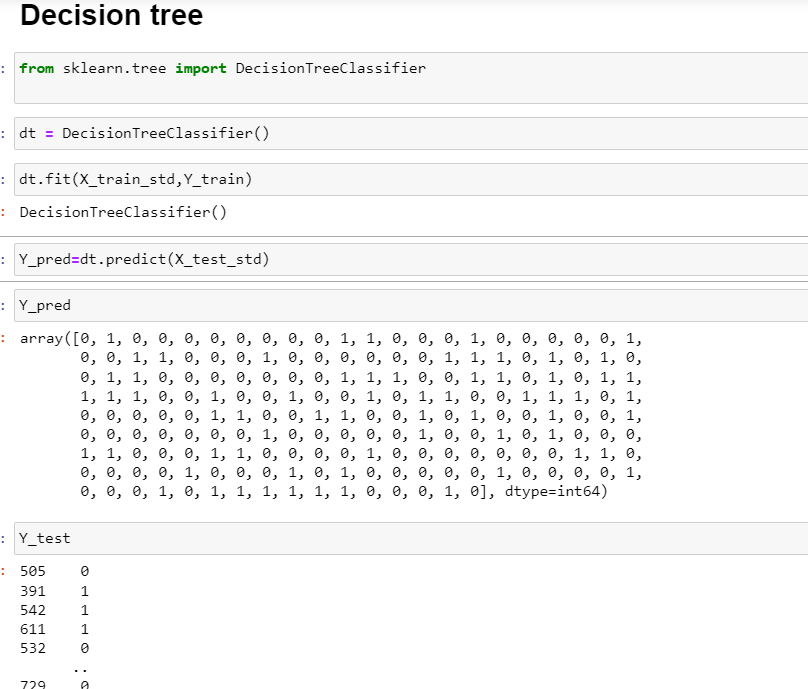 Decision tree
: from sklearn.tree import DecisionTreeClassifier
: dt = DecisionTreeClassifier()
: dt.fit(X_train_std,Y_train)
: DecisionTreeClassifier()
: Y_pred=dt.predict(X_test_std)
: Y_pred
: array([0, 1, 0, 0, 0, 0, 0, 0, 0, 0, 1, 1, 0, 0, 0, 1, 0, 0, 0, 0, 0, 1,
0, 0, 1, 1, 0, 0, 0, 1, 0, 0, 0, 0, 0, 0, 1, 1, 1, 0, 1, 0, 1, 0,
0, 1, 1, 0, 0, 0, 0, 0, 0, 0, 1, 1, 1, 0, 0, 1, 1, 0, 1, 0, 1, 1,
1, 1, 1, 0, 0, 1, 0, 0, 1, 0, 0, 1, 0, 1, 1, 0, 0, 1, 1, 1, 0, 1,
0, 0, 0, 0, 0, 1, 1, 0, 0, 1, 1, 0, 0, 1, 0, 1, 0, 0, 1, 0, 0, 1,
0, 0, 0, 0, 0, 0, 0, 1, 0, 0, 0, 0, 0, 1, 0, 0, 1, 0, 1, 0, 0, 0,
1, 1, 0, 0, 0, 1, 1, 0, 0, 0, 0, 1, 0, 0, 0, 0, 0, 0, 0, 1, 1, 0,
0, 0, 0, 0, 1, 0, 0, 0, 1, 0, 1, 0, 0, 0, 0, 0, 1, 0, 0, 0, 0, 1,
0, 0, 0, 1, 0, 1, 1, 1, 1, 1, 1, 0, 0, 0, 1, 0], dtype=int64)
: Y_test
: 505 0
391 1
542 1
611 1
532 0
..
729 0